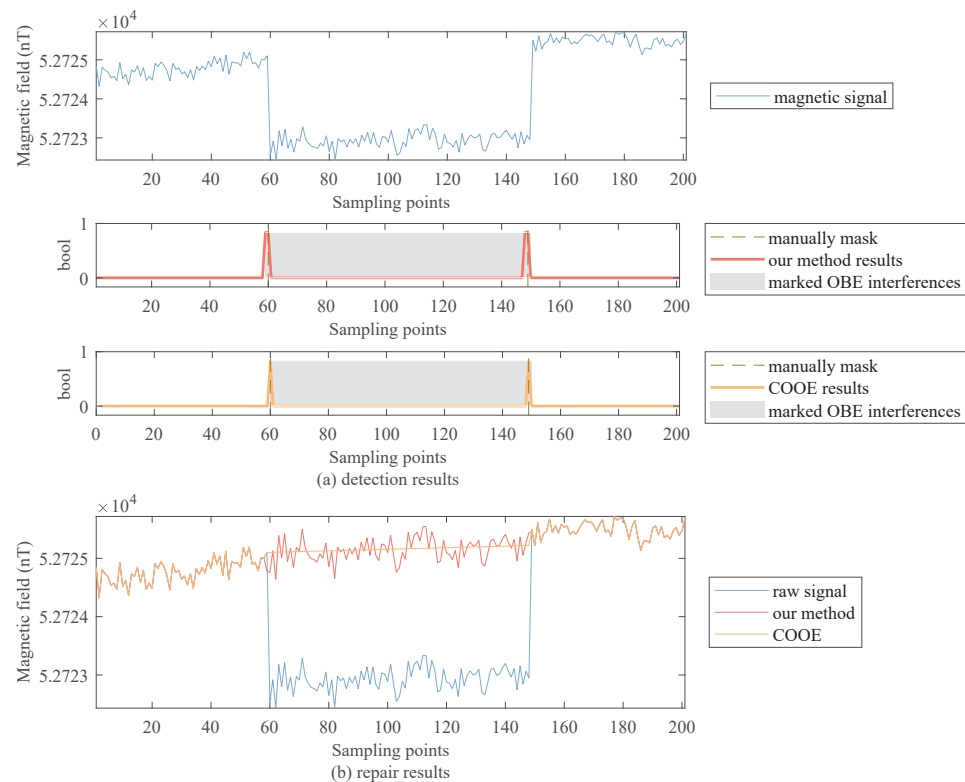 × 10⁴
Magnetic field (nT)
5.2725
5.2724
5.2723
20 40 60 80 100 120 140 160 180 200
Sampling points
magnetic signal
bool
1
0
20 40 60 80 100 120 140 160 180 200
Sampling points
manually mask
our method results
marked OBE interferences
bool
1
0
0 20 40 60 80 100 120 140 160 180 200
Sampling points
(a) detection results
manually mask
COOE results
marked OBE interferences
× 10⁴
Magnetic field (nT)
5.2725
5.2724
5.2723
20 40 60 80 100 120 140 160 180 200
Sampling points
(b) repair results
raw signal
our method
COOE